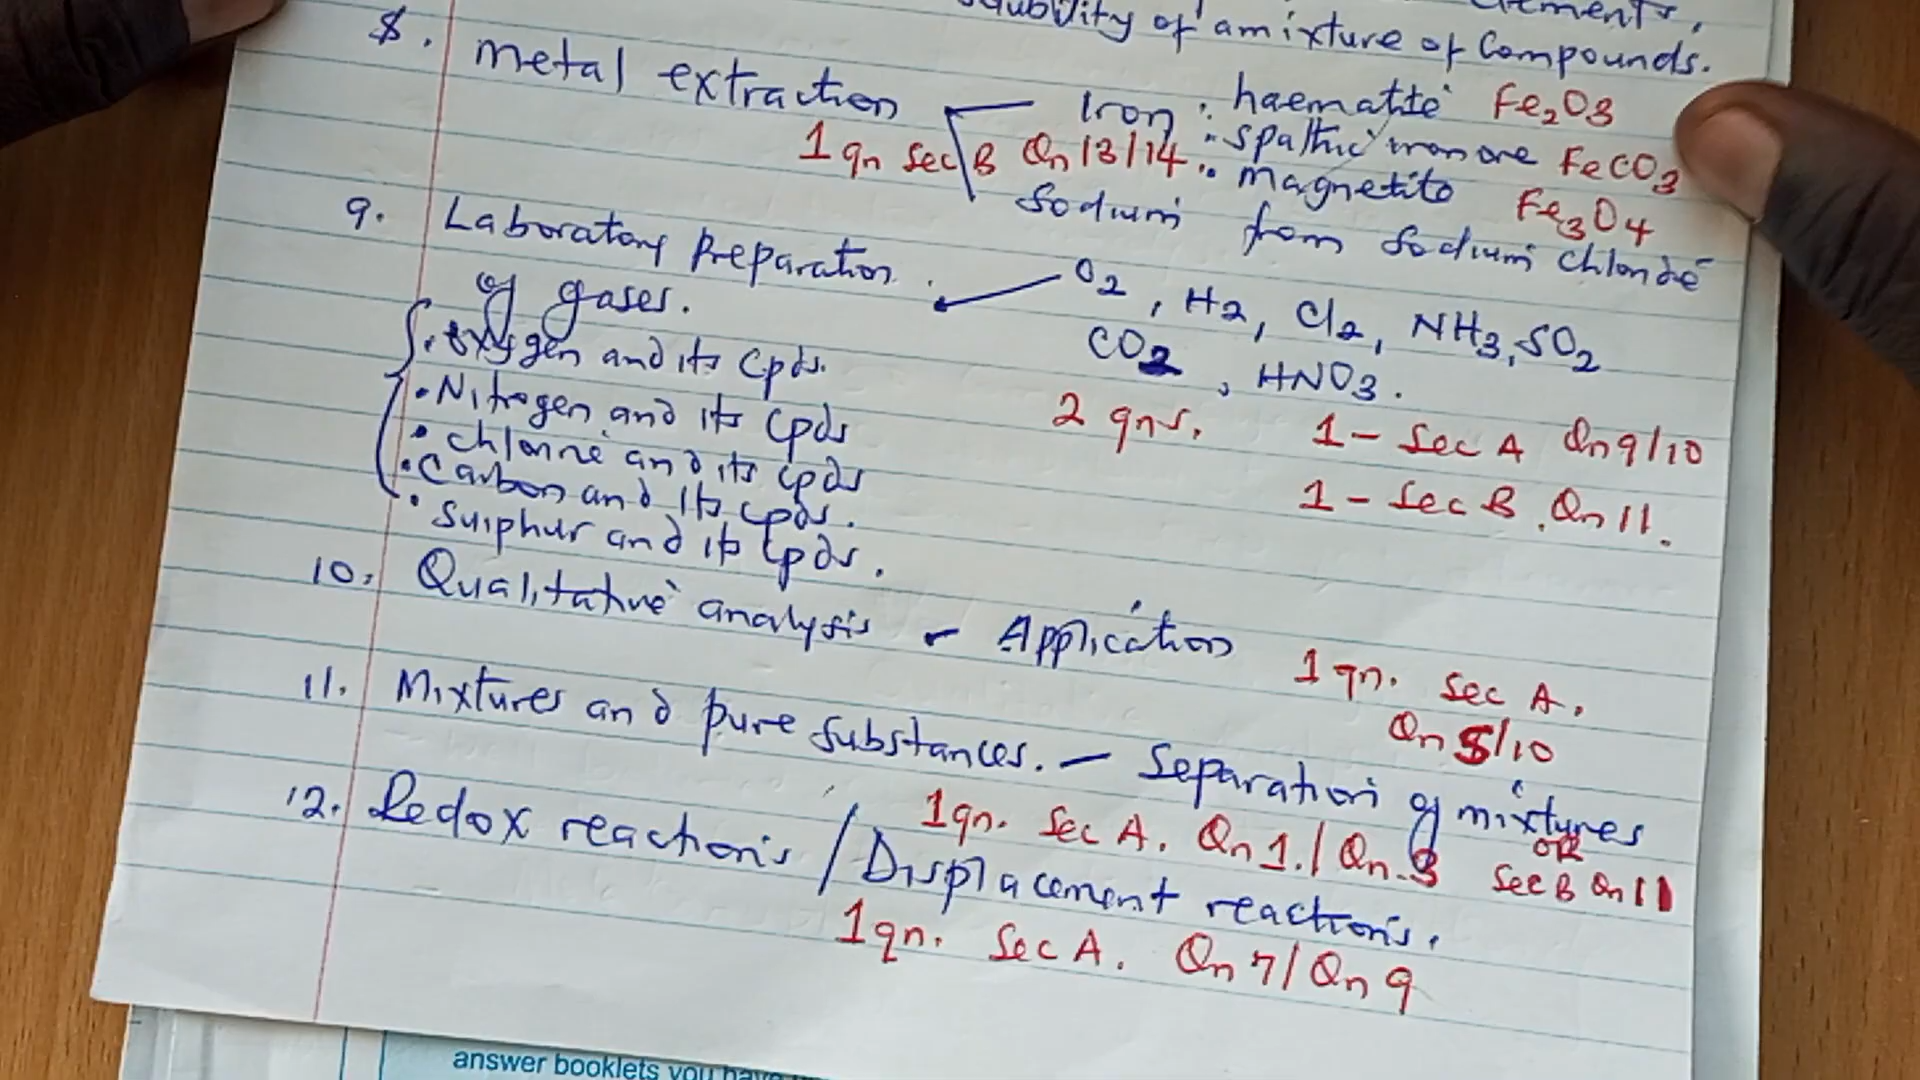 solubility of a mixture of Compounds.
8. Metal extraction
Iron : haematite Fe2O3
: spathic iron ore FeCO3
: magnetite Fe3O4
1 qn Sec B Qn 13/14
Sodium from Sodium Chloride
9. Laboratory Preparation
of gases.
O2, H2, Cl2, NH3, SO2
CO2, HNO3.
• Oxygen and its Cpds.
• Nitrogen and its Cpds
• Chlorine and its cpds
• Carbon and its cpds.
• Sulphur and its cpds.
2 qns. 1 - Sec A Qn 9/10
1 - Sec B. Qn 11.
10. Qualitative analysis - Application
1 qn. Sec A.
Qn 5/10
11. Mixtures and pure substances. - Separation of mixtures
1 qn. Sec A. Qn 1./Qn.3 OR Sec B Qn 11
12. Redox reactions / Displacement reactions.
1 qn. Sec A. Qn 7/Qn 9
answer booklets you have